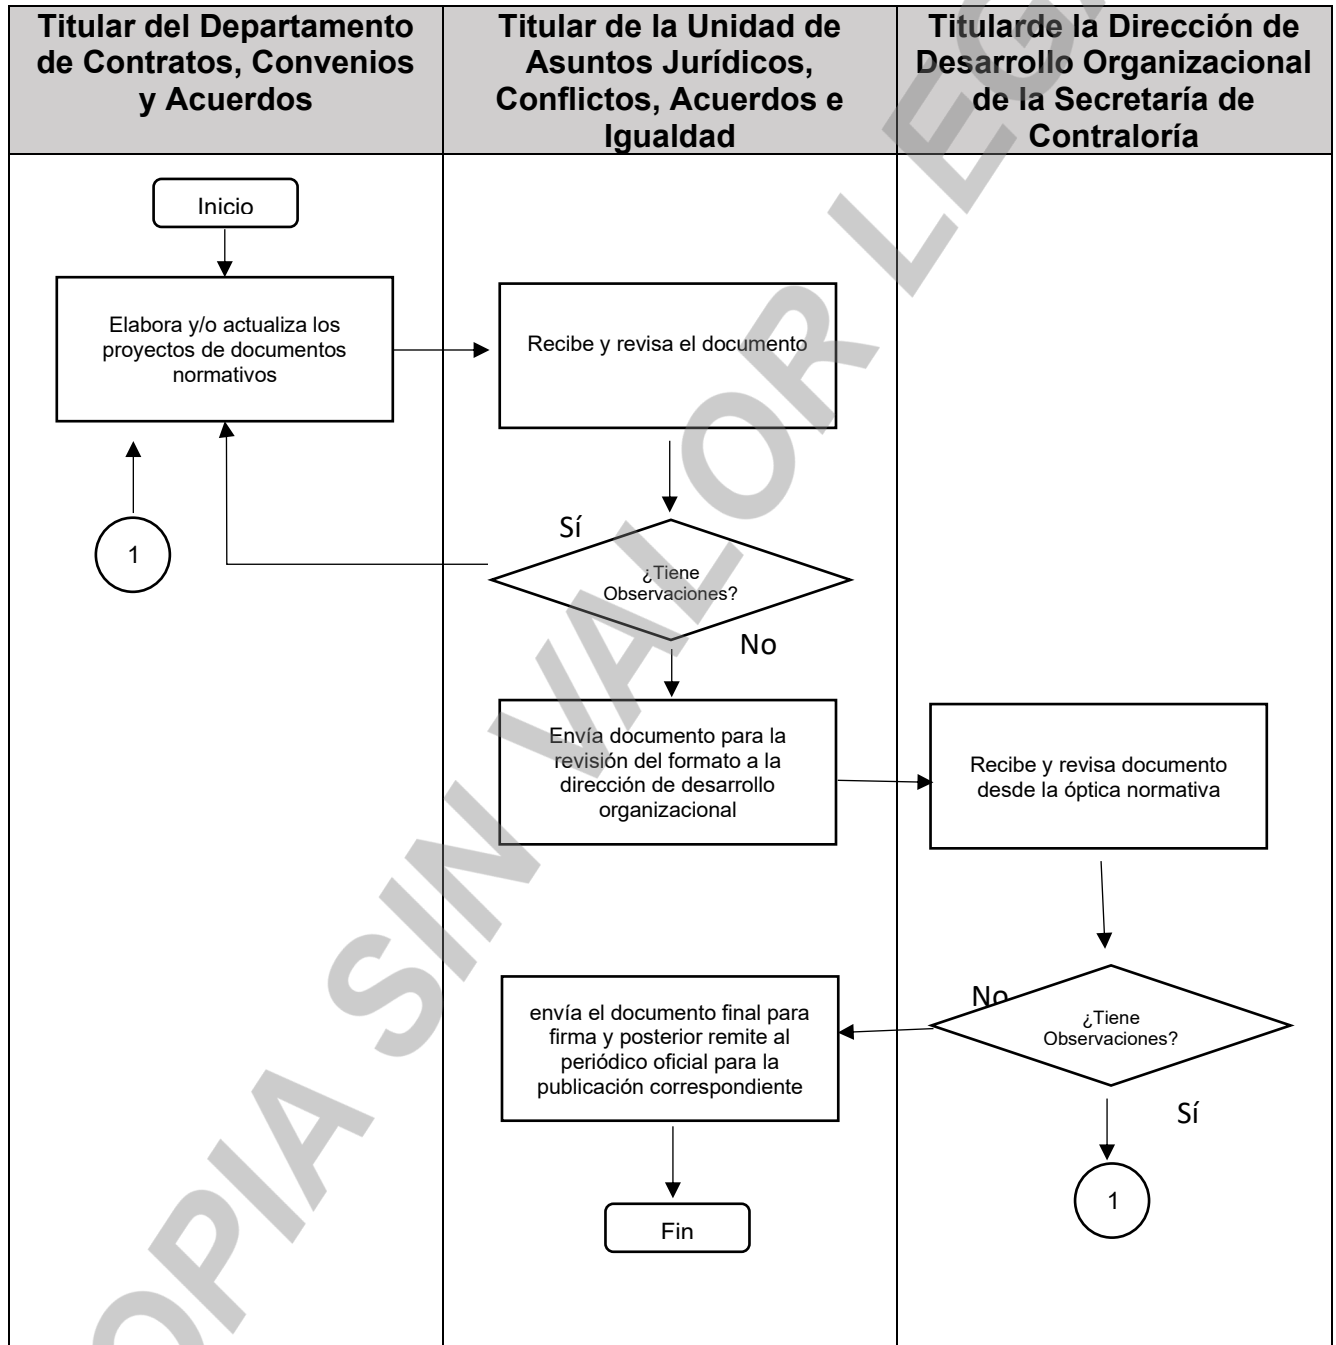 Titular del Departamento
de Contratos, Convenios
y Acuerdos
Titular de la Unidad de
Asuntos Jurídicos,
Conflictos, Acuerdos e
Igualdad
Titularde la Dirección de
Desarrollo Organizacional
de la Secretaría de
Contraloría
Inicio
Elabora y/o actualiza los
proyectos de documentos
normativos
Recibe y revisa el documento
1
Sí
¿Tiene
Observaciones?
No
Envía documento para la
revisión del formato a la
dirección de desarrollo
organizacional
Recibe y revisa documento
desde la óptica normativa
envía el documento final para
firma y posterior remite al
periódico oficial para la
publicación correspondiente
No
¿Tiene
Observaciones?
Sí
1
Fin
OPIA SIN VALOR LEGA